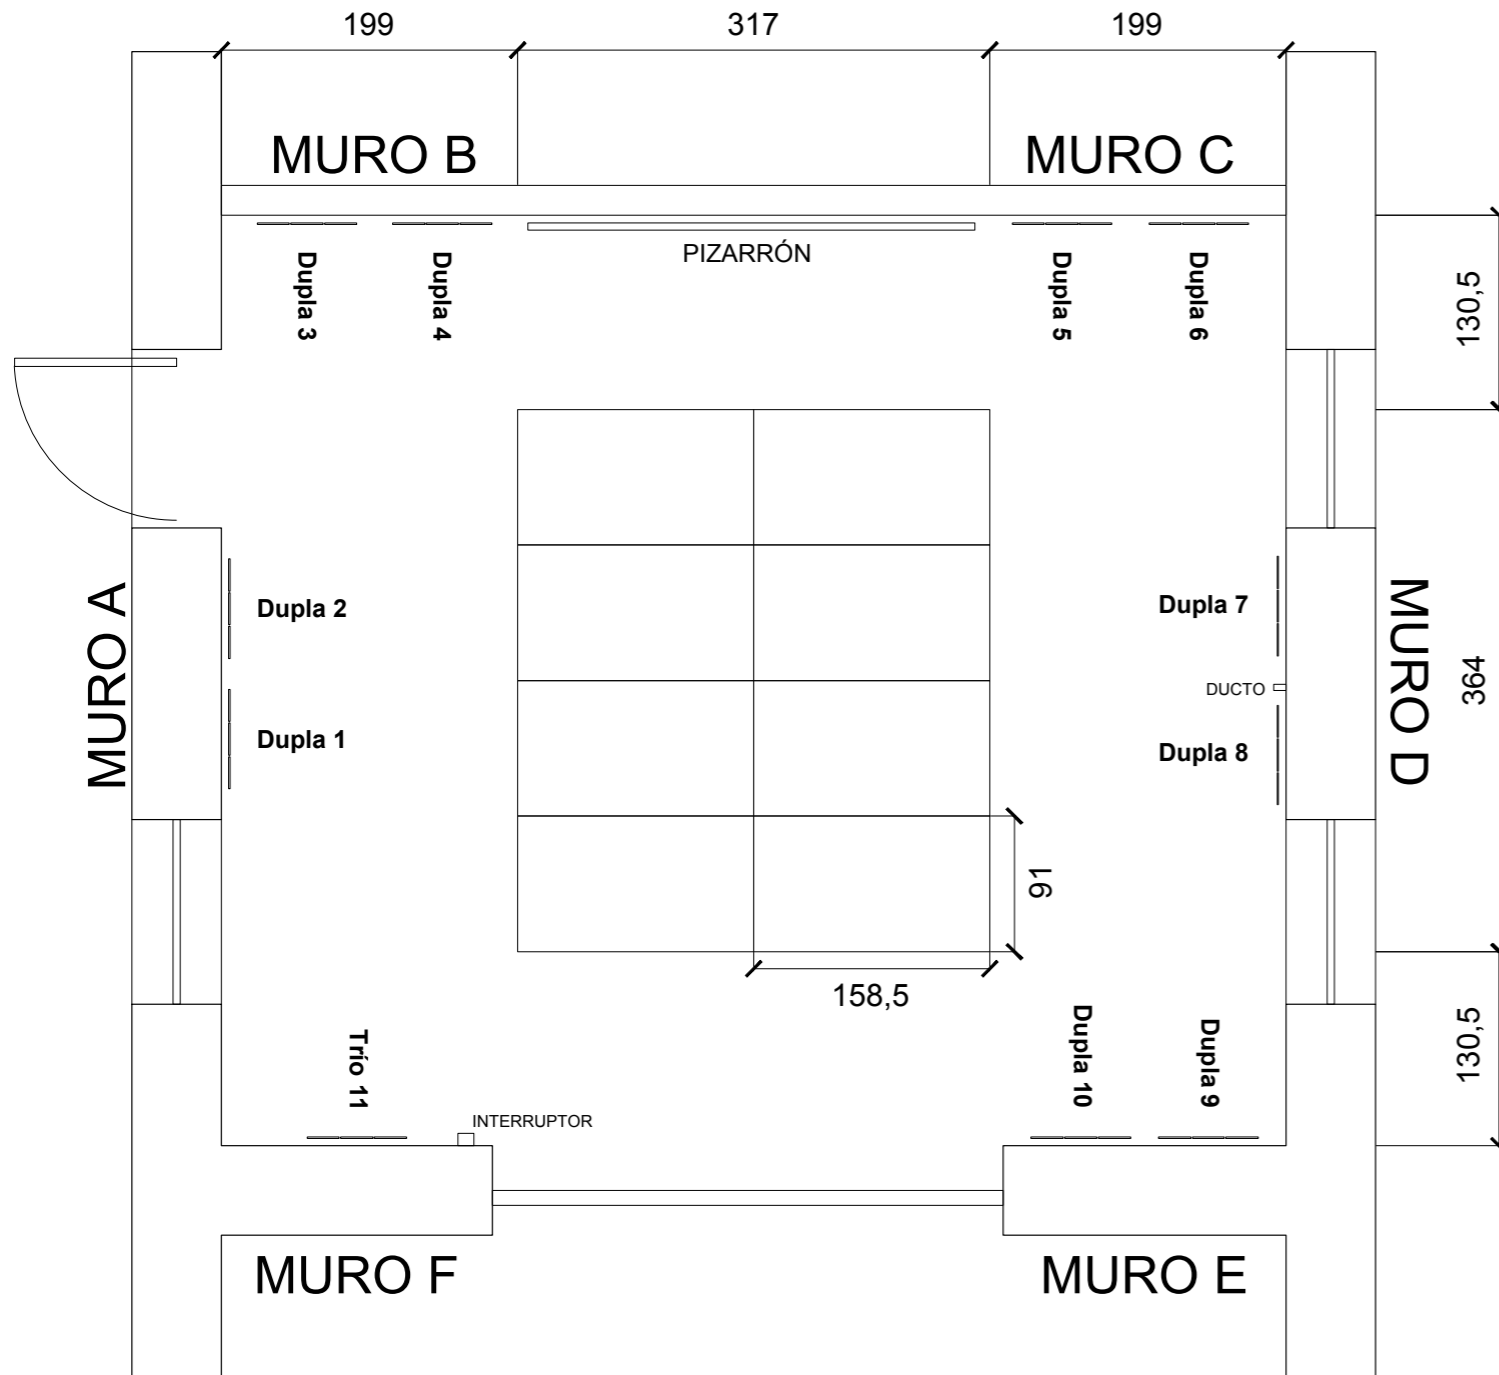 199
317
199
MURO B
MURO C
PIZARRÓN
Dupla 3
Dupla 4
Dupla 5
Dupla 6
130,5
MURO A
Dupla 2
Dupla 1
Dupla 7
DUCTO
Dupla 8
MURO D
364
91
158,5
Trío 11
INTERRUPTOR
Dupla 10
Dupla 9
130,5
MURO F
MURO E